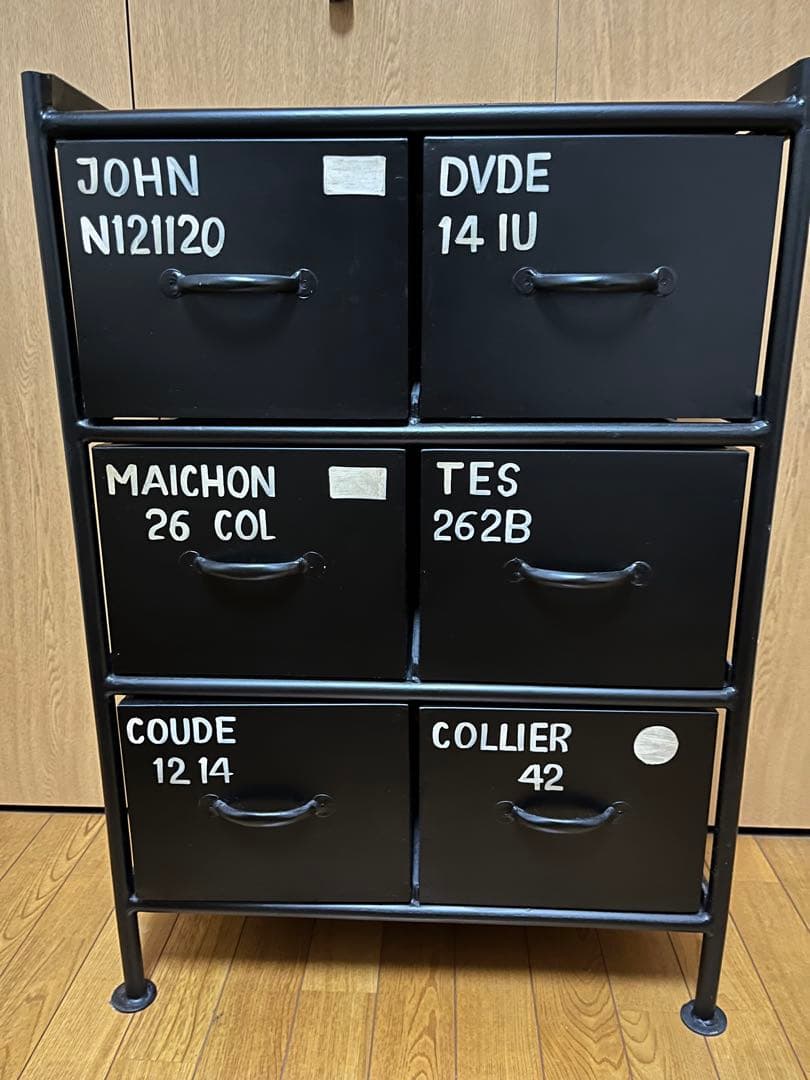 JOHN
N121120
DVDE
14 IU
MAICHON
26 COL
TES
262B
COUDE
12 14
COLLIER
42